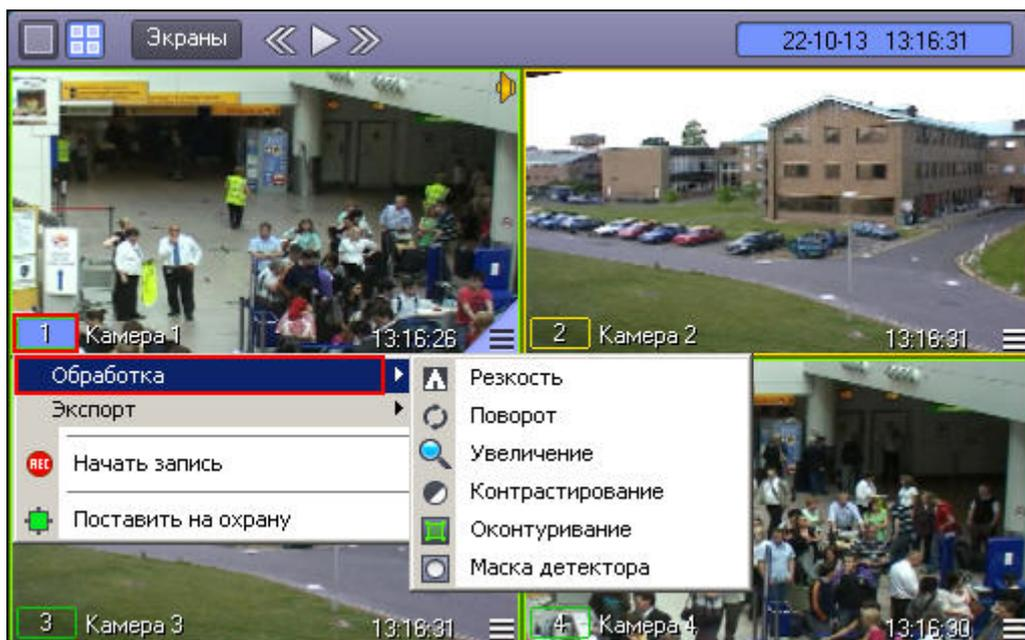 Экраны
22-10-13 13:16:31
1 Камера 1 13:16:26
2 Камера 2 13:16:31
Обработка
Экспорт
REC Начать запись
Поставить на охрану
Резкость
Поворот
Увеличение
Контрастирование
Оконтуривание
Маска детектора
3 Камера 3 13:16:31
4 Камера 4 13:16:30